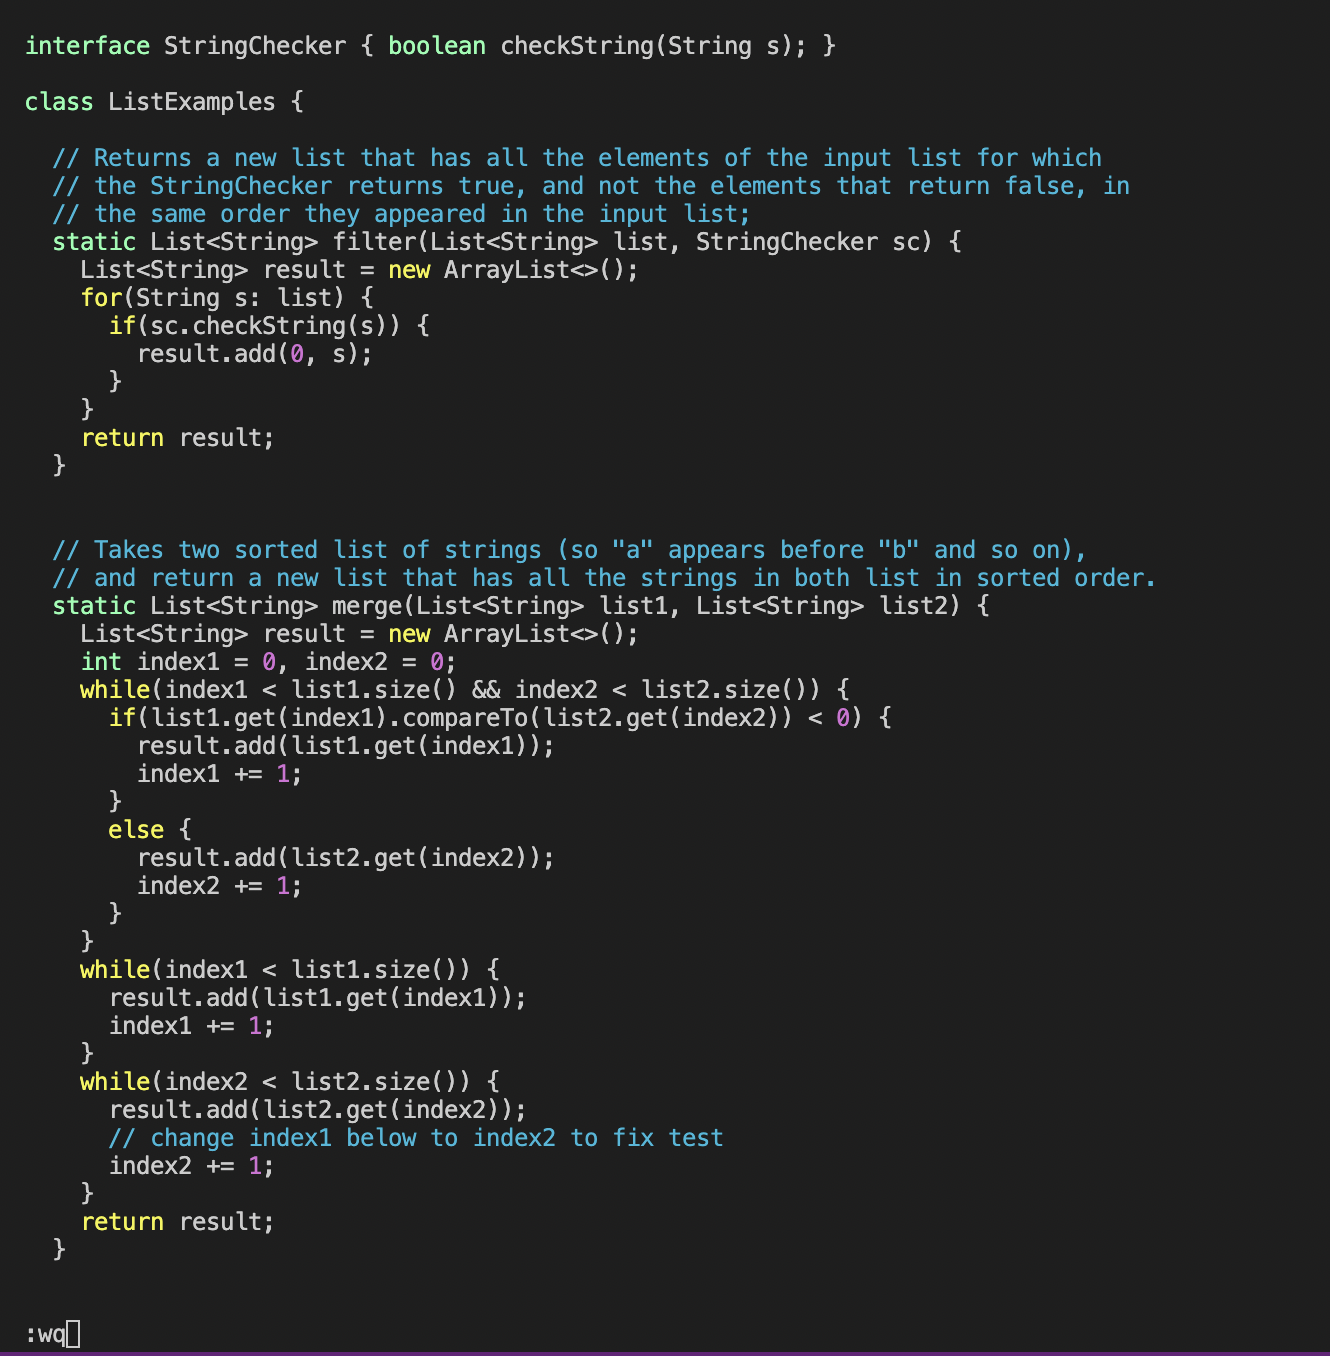 interface StringChecker { boolean checkString(String s); }

class ListExamples {

  // Returns a new list that has all the elements of the input list for which
  // the StringChecker returns true, and not the elements that return false, in
  // the same order they appeared in the input list;
  static List<String> filter(List<String> list, StringChecker sc) {
    List<String> result = new ArrayList<>();
    for(String s: list) {
      if(sc.checkString(s)) {
        result.add(0, s);
      }
    }
    return result;
  }


  // Takes two sorted list of strings (so "a" appears before "b" and so on),
  // and return a new list that has all the strings in both list in sorted order.
  static List<String> merge(List<String> list1, List<String> list2) {
    List<String> result = new ArrayList<>();
    int index1 = 0, index2 = 0;
    while(index1 < list1.size() && index2 < list2.size()) {
      if(list1.get(index1).compareTo(list2.get(index2)) < 0) {
        result.add(list1.get(index1));
        index1 += 1;
      }
      else {
        result.add(list2.get(index2));
        index2 += 1;
      }
    }
    while(index1 < list1.size()) {
      result.add(list1.get(index1));
      index1 += 1;
    }
    while(index2 < list2.size()) {
      result.add(list2.get(index2));
      // change index1 below to index2 to fix test
      index2 += 1;
    }
    return result;
  }


:wq